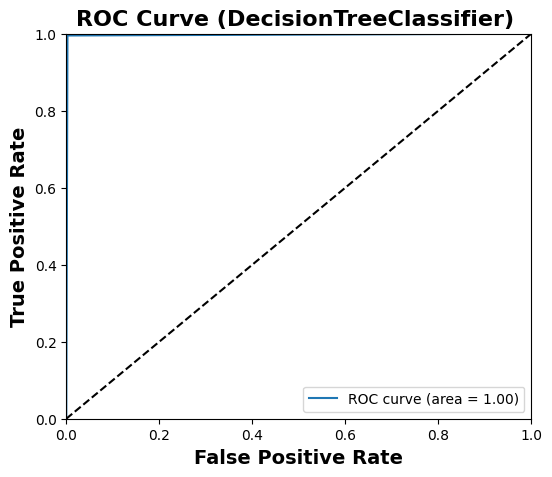 ROC Curve (DecisionTreeClassifier)
True Positive Rate
1.0
0.8
0.6
0.4
0.2
0.0
ROC curve (area = 1.00)
0.0 0.2 0.4 0.6 0.8 1.0
False Positive Rate